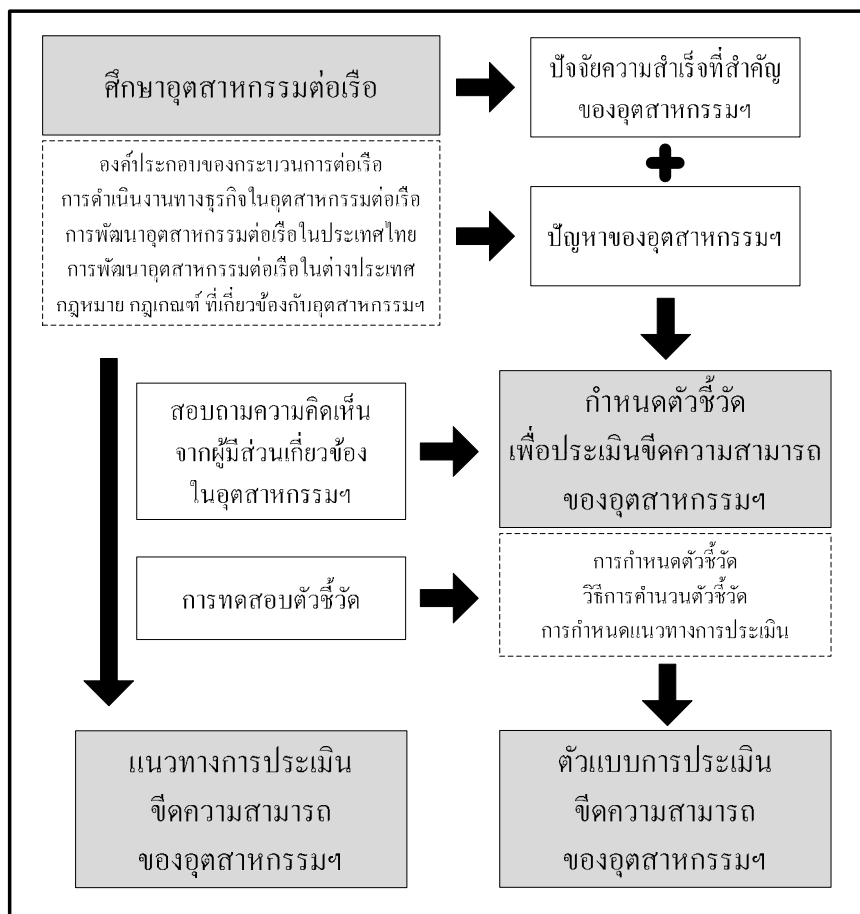 ศึกษาอุตสาหกรรมต่อเรือ
ปัจจัยความสำเร็จที่สำคัญ
ของอุตสาหกรรมฯ
องค์ประกอบของกระบวนการต่อเรือ
การดำเนินงานทางธุรกิจในอุตสาหกรรมต่อเรือ
การพัฒนาอุตสาหกรรมต่อเรือในประเทศไทย
การพัฒนาอุตสาหกรรมต่อเรือในต่างประเทศ
กฎหมาย กฎเกณฑ์ ที่เกี่ยวข้องกับอุตสาหกรรมฯ
ปัญหาของอุตสาหกรรมฯ
สอบถามความคิดเห็น
จากผู้มีส่วนเกี่ยวข้อง
ในอุตสาหกรรมฯ
กำหนดตัวชี้วัด
เพื่อประเมินขีดความสามารถ
ของอุตสาหกรรมฯ
การทดสอบตัวชี้วัด
การกำหนดตัวชี้วัด
วิธีการคำนวนตัวชี้วัด
การกำหนดแนวทางการประเมิน
แนวทางการประเมิน
ขีดความสามารถ
ของอุตสาหกรรมฯ
ตัวแบบการประเมิน
ขีดความสามารถ
ของอุตสาหกรรมฯ